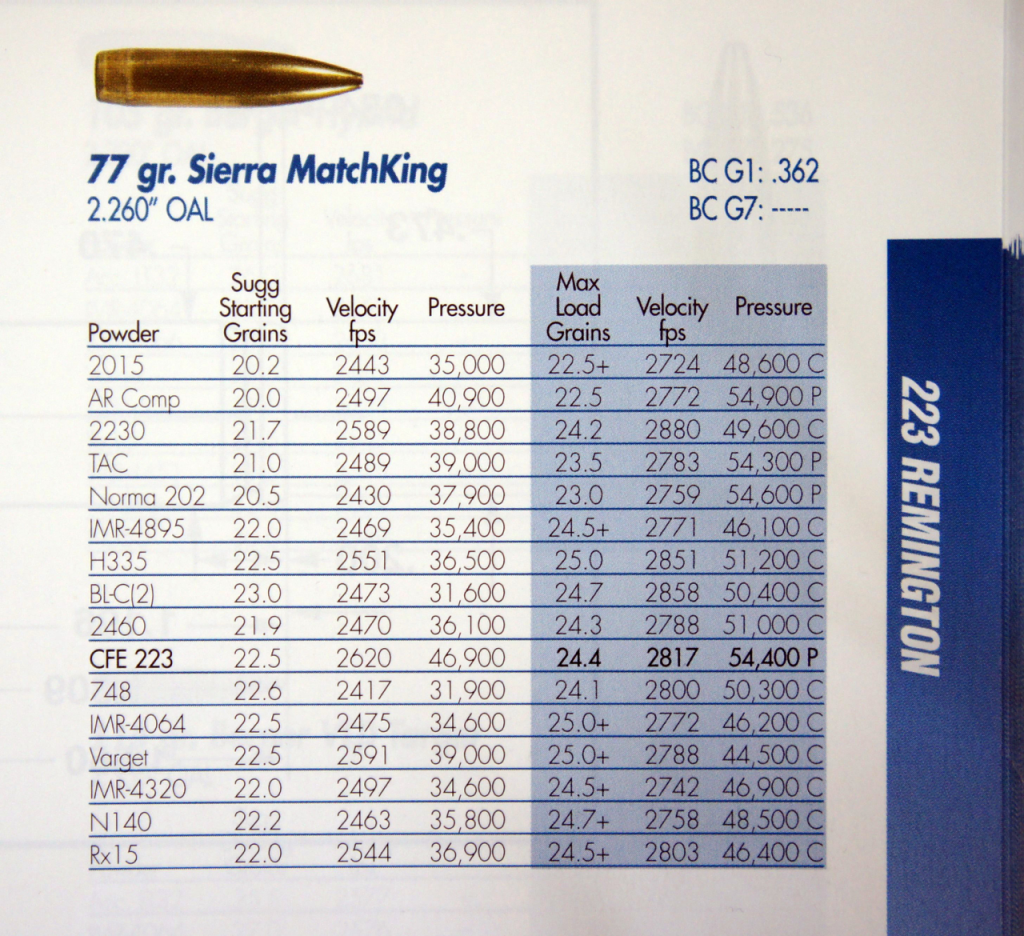 77 gr. Sierra MatchKing
2.260" OAL
BC G1: .362
BC G7: -----
Powder Sugg Starting Grains Velocity fps Pressure Max Load Grains Velocity fps Pressure
2015 20.2 2443 35,000 22.5+ 2724 48,600 C
AR Comp 20.0 2497 40,900 22.5 2772 54,900 P
2230 21.7 2589 38,800 24.2 2880 49,600 C
TAC 21.0 2489 39,000 23.5 2783 54,300 P
Norma 202 20.5 2430 37,900 23.0 2759 54,600 P
IMR-4895 22.0 2469 35,400 24.5+ 2771 46,100 C
H335 22.5 2551 36,500 25.0 2851 51,200 C
BL-C(2) 23.0 2473 31,600 24.7 2858 50,400 C
2460 21.9 2470 36,100 24.3 2788 51,000 C
CFE 223 22.5 2620 46,900 24.4 2817 54,400 P
748 22.6 2417 31,900 24.1 2800 50,300 C
IMR-4064 22.5 2475 34,600 25.0+ 2772 46,200 C
Varget 22.5 2591 39,000 25.0+ 2788 44,500 C
IMR-4320 22.0 2497 34,600 24.5+ 2742 46,900 C
N140 22.2 2463 35,800 24.7+ 2758 48,500 C
Rx15 22.0 2544 36,900 24.5+ 2803 46,400 C
223 REMINGTON